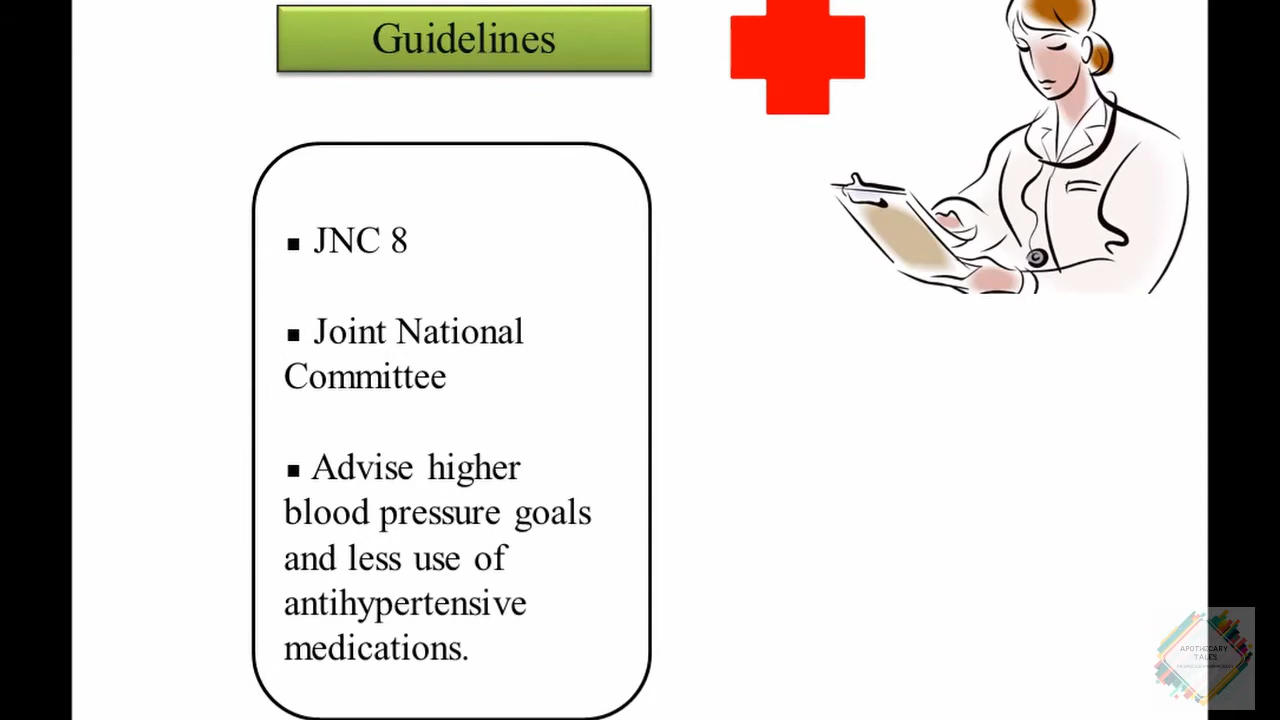 Guidelines
▪ JNC 8
▪ Joint National
Committee
▪ Advise higher
blood pressure goals
and less use of
antihypertensive
medications.
APOTHECARY
TALES